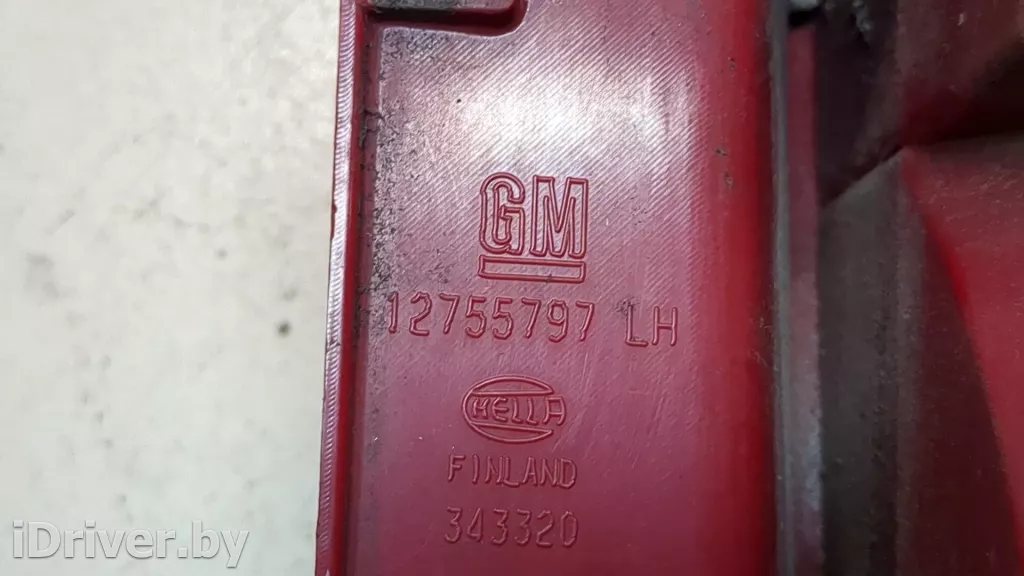 GM
12755797 LH
HELLA
FINLAND
343320
iDriver.by